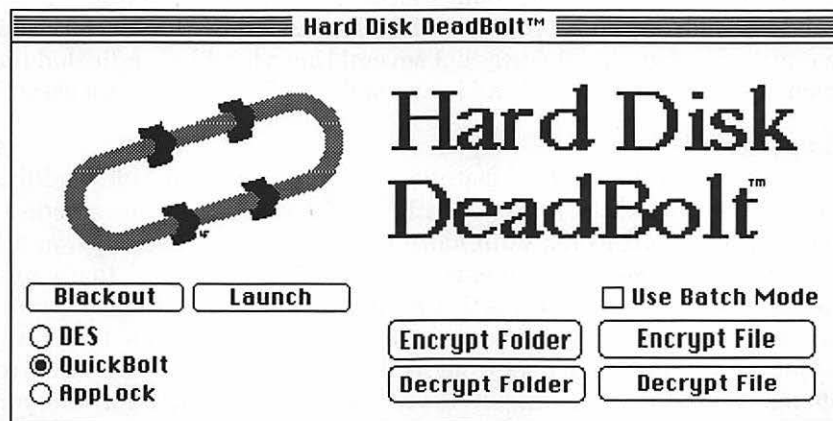 Hard Disk DeadBolt™
Hard Disk
DeadBolt™
Blackout Launch
Use Batch Mode
DES
QuickBolt
AppLock
Encrypt Folder Encrypt File
Decrypt Folder Decrypt File